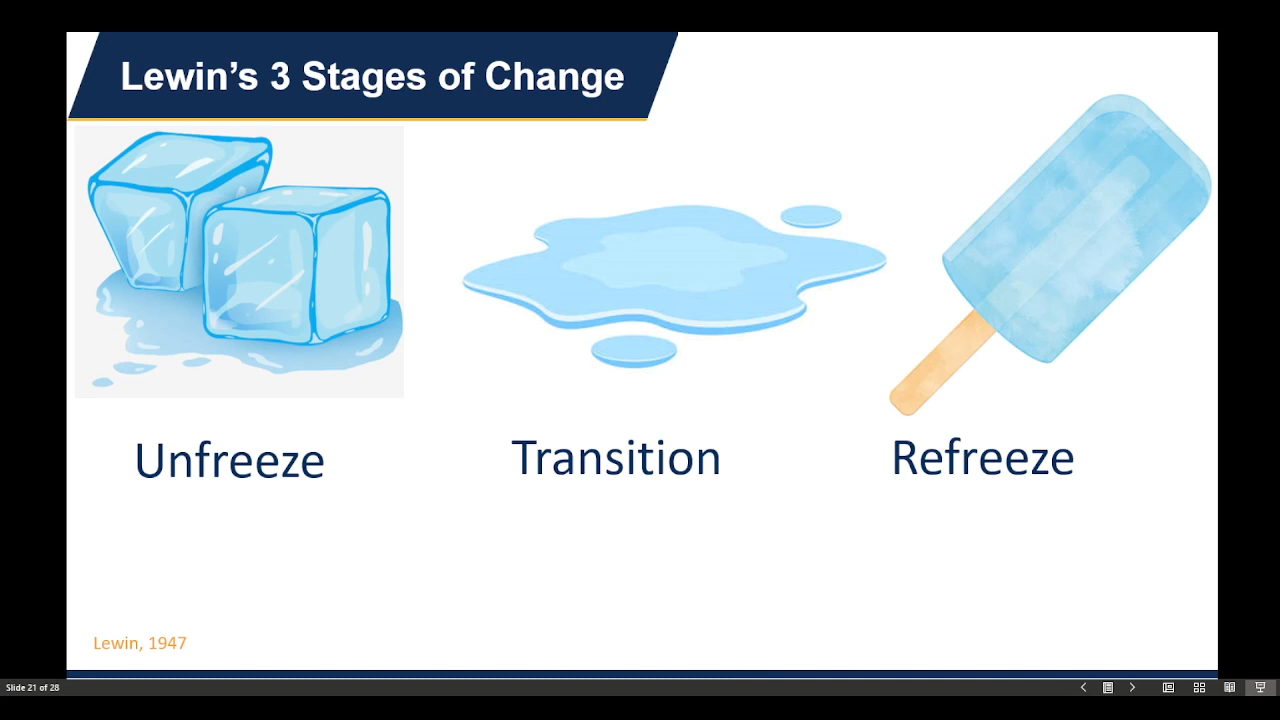 Lewin’s 3 Stages of Change
Unfreeze
Transition
Refreeze
Lewin, 1947
Slide 21 of 28